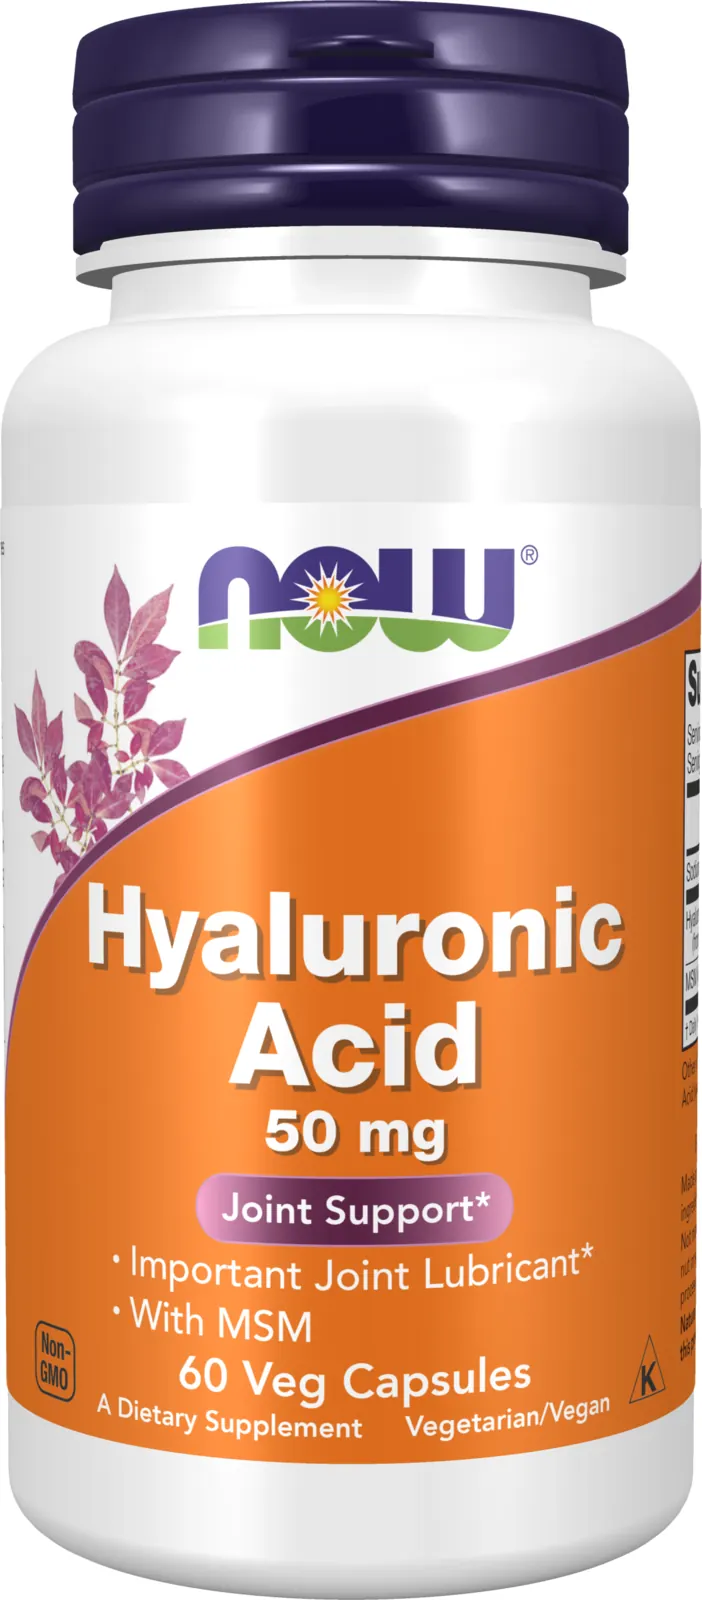 now®
Hyaluronic
Acid
50 mg
Joint Support*
• Important Joint Lubricant*
• With MSM
60 Veg Capsules
Non-
GMO
K
A Dietary Supplement
Vegetarian/Vegan
MSM